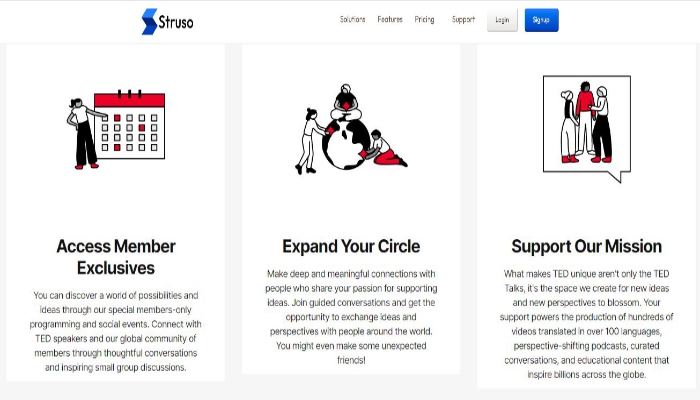 Struso
Solutions Features Pricing Support Login Signup
Access Member
Exclusives
You can discover a world of possibilities and
ideas through our special members-only
programming and social events. Connect with
TED speakers and our global community of
members through thoughtful conversations
and inspiring small group discussions.
Expand Your Circle
Make deep and meaningful connections with
people who share your passion for supporting
ideas. Join guided conversations and get the
opportunity to exchange ideas and
perspectives with people around the world.
You might even make some unexpected
friends!
Support Our Mission
What makes TED unique aren't only the TED
Talks, it's the space we create for new ideas
and new perspectives to blossom. Your
support powers the production of hundreds of
videos translated in over 100 languages,
perspective-shifting podcasts, curated
conversations, and educational content that
inspire billions across the globe.